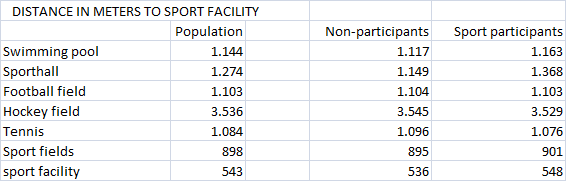 DISTANCE IN METERS TO SPORT FACILITY
Population Non-participants Sport participants
Swimming pool 1.144 1.117 1.163
Sporthall 1.274 1.149 1.368
Football field 1.103 1.104 1.103
Hockey field 3.536 3.545 3.529
Tennis 1.084 1.096 1.076
Sport fields 898 895 901
sport facility 543 536 548